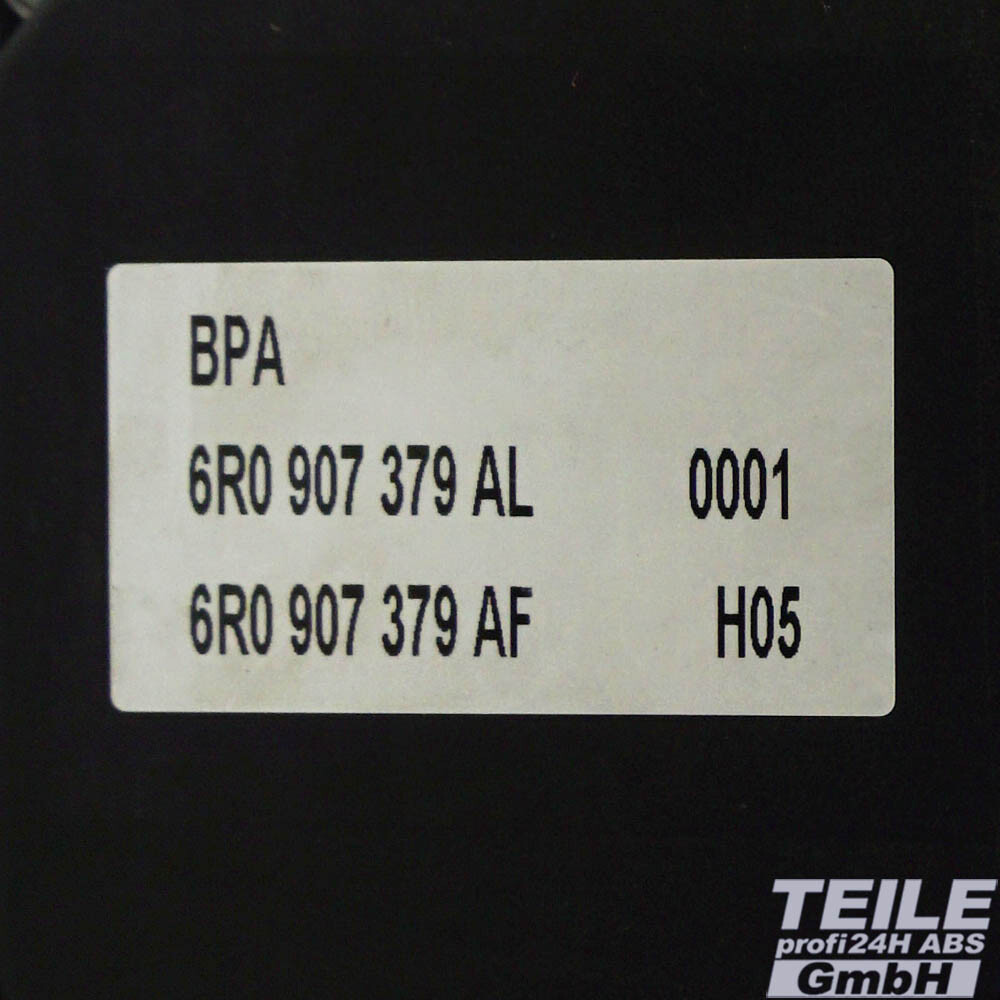 BPA
6R0 907 379 AL 0001
6R0 907 379 AF H05
TEILE
profi24H ABS
GmbH